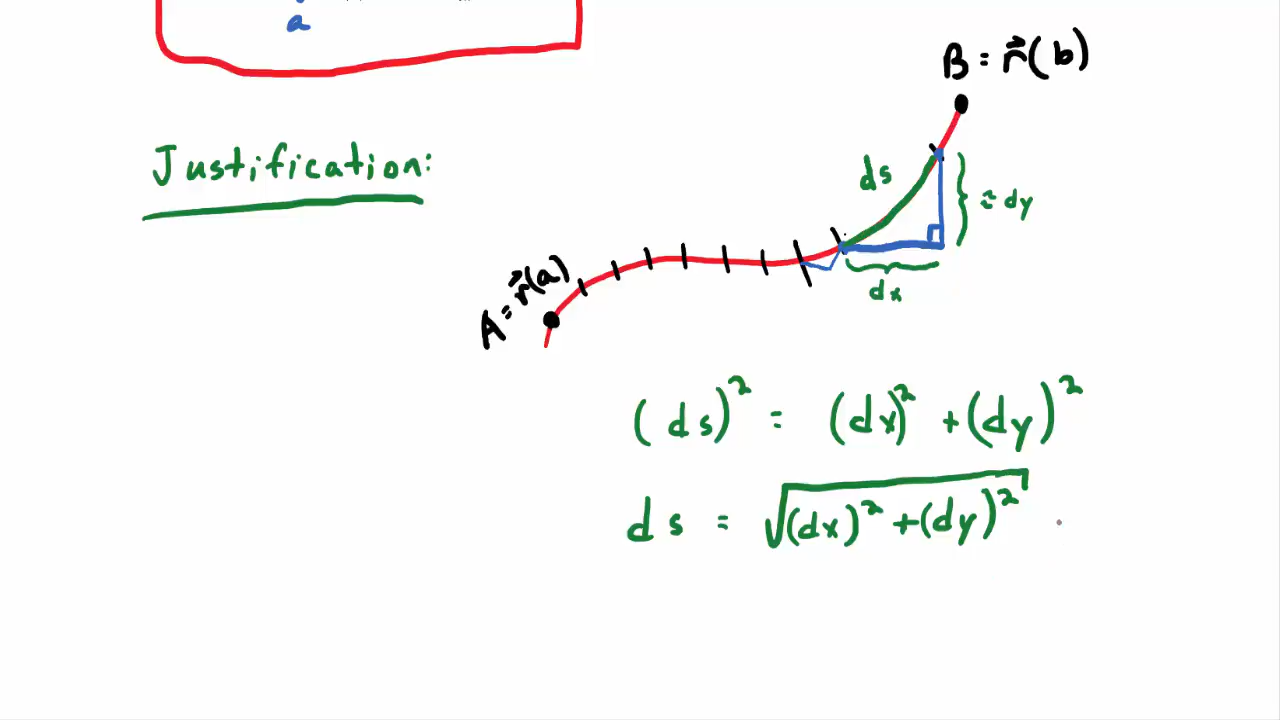 a
B = r⃗(b)
Justification:
ds
≈ dy
A = r⃗(a)
dx
(ds)² = (dx)² + (dy)²
ds = √(dx)² + (dy)²